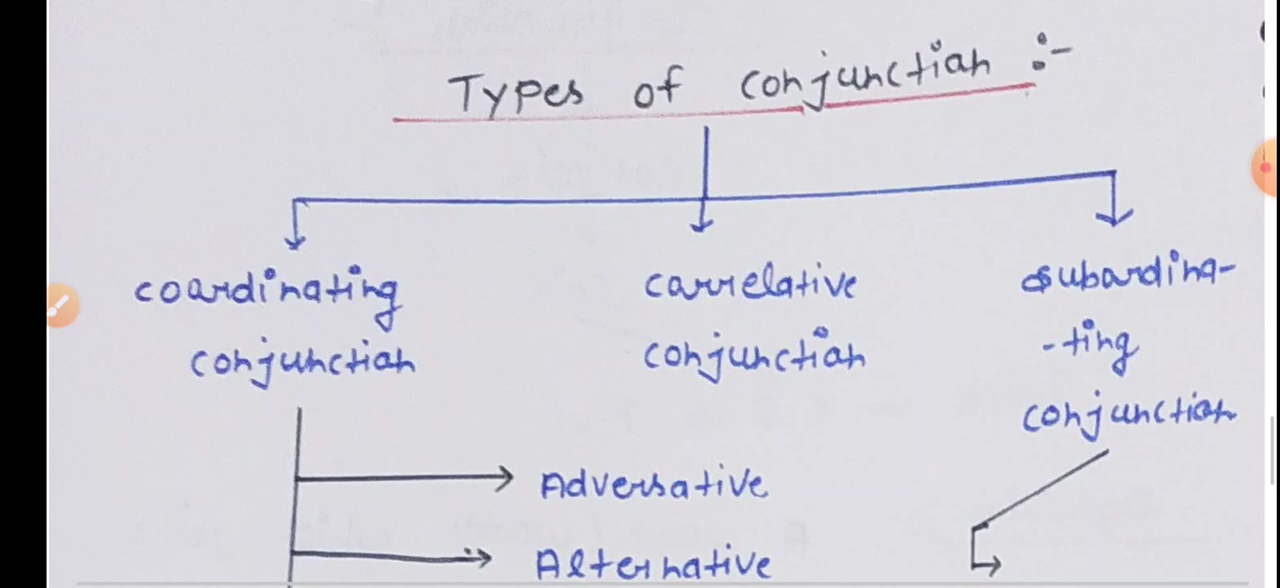 Types of conjunction :-
coordinating
conjunction
correlative
conjunction
subordina-
-ting
conjunction
Adversative
Alternative